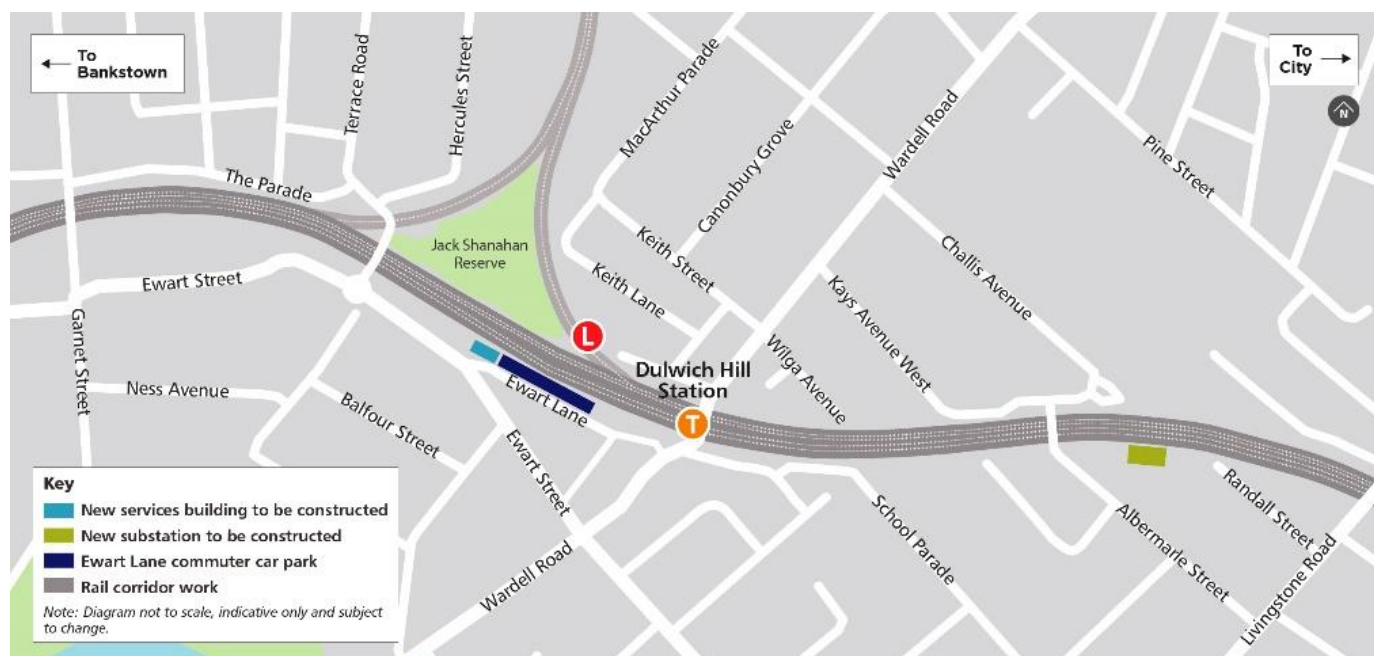 To
Bankstown
To
City
N
Terrace Road
Hercules Street
MacArthur Parade
Canonbury Grove
Wardell Road
Pine Street
The Parade
Jack Shanahan
Reserve
Keith Street
Keith Lane
Challis Avenue
Kays Avenue West
Wilga Avenue
Ewart Street
Garnet Street
L
Dulwich Hill
Station
T
Ness Avenue
Balfour Street
Ewart Lane
Ewart Street
Wardell Road
School Parade
Albermarle Street
Randall Street
Livingstone Road
Key
New services building to be constructed
New substation to be constructed
Ewart Lane commuter car park
Rail corridor work
Note: Diagram not to scale, indicative only and subject
to change.